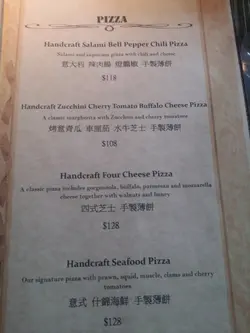 PIZZA
Handcraft Salami Bell Pepper Chili Pizza
Salami and capsicum pizza with chili and cheese
意大利 辣肉腸 燈籠椒 手製薄餅
$118
Handcraft Zucchini Cherry Tomato Buffalo Cheese Pizza
A classic margherita with Zucchini and cherry tomatoes
烤意青瓜 車厘茄 水牛芝士 手製薄餅
$108
Handcraft Four Cheese Pizza
A classic pizza includes gorgonzola, buffalo, parmesan and mozzarella
cheese together with walnuts and honey
四式芝士 手製薄餅
$128
Handcraft Seafood Pizza
Our signature pizza with prawn, squid, muscle, clams and cherry
tomatoes
意式 什錦海鮮 手製薄餅
$128